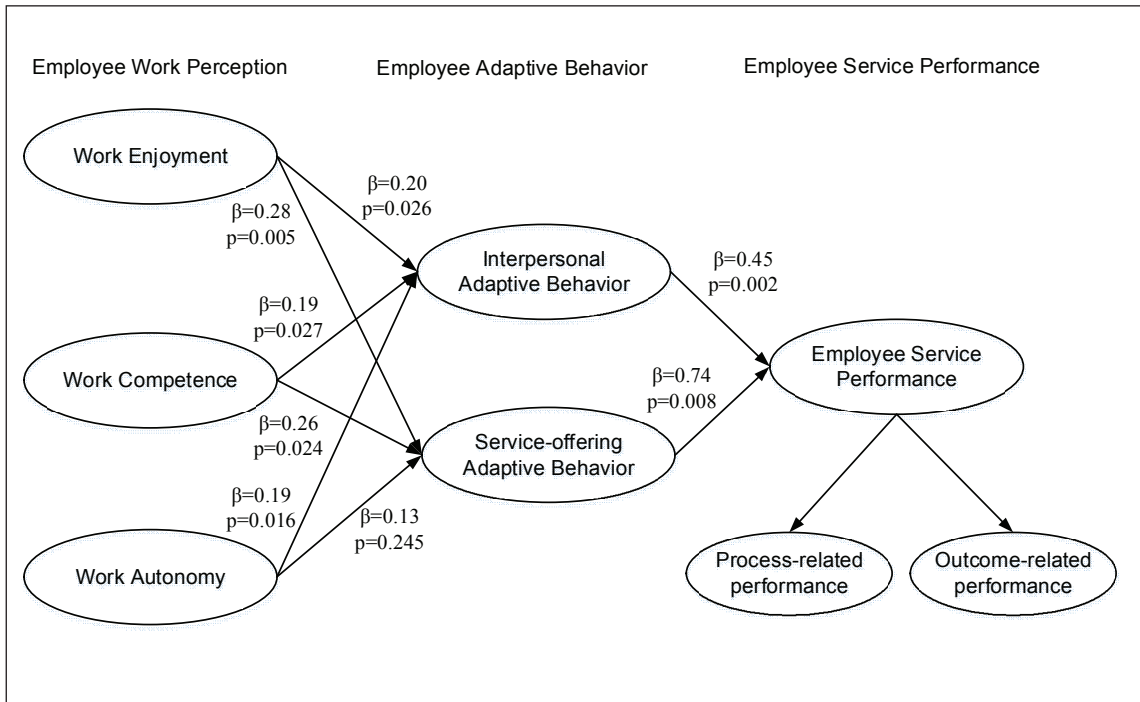 Employee Work Perception
Employee Adaptive Behavior
Employee Service Performance
Work Enjoyment
β=0.20
p=0.026
β=0.28
p=0.005
Interpersonal
Adaptive Behavior
β=0.45
p=0.002
β=0.19
p=0.027
Work Competence
Employee Service
Performance
β=0.74
p=0.008
β=0.26
p=0.024
Service-offering
Adaptive Behavior
β=0.19
p=0.016
β=0.13
p=0.245
Work Autonomy
Process-related
performance
Outcome-related
performance